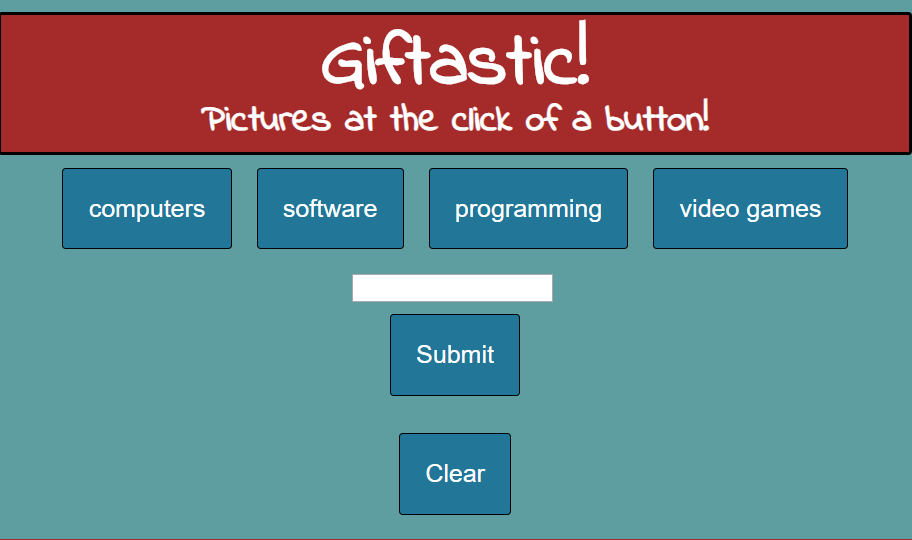 Giftastic!
Pictures at the click of a button!
computers software programming video games
Submit
Clear